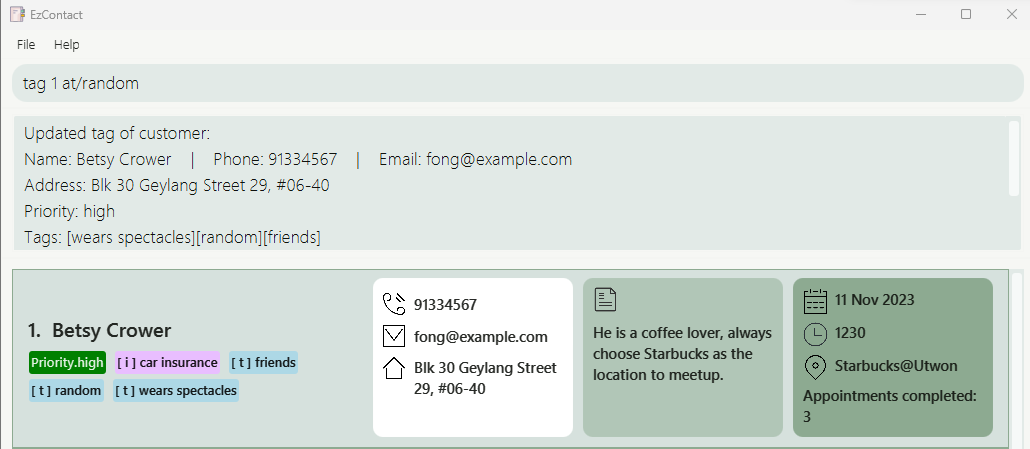 EzContact
File Help
tag 1 at/random
Updated tag of customer:
Name: Betsy Crower | Phone: 91334567 | Email: fong@example.com
Address: Blk 30 Geylang Street 29, #06-40
Priority: high
Tags: [wears spectacles][random][friends]
1. Betsy Crower
Priority.high [ i ] car insurance [ t ] friends
[ t ] random [ t ] wears spectacles
91334567
fong@example.com
Blk 30 Geylang Street
29, #06-40
He is a coffee lover, always
choose Starbucks as the
location to meetup.
11 Nov 2023
1230
Starbucks@Utwon
Appointments completed:
3